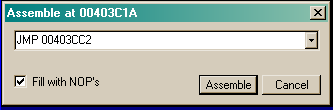 Assemble at 00403C1A
JMP 00403CC2
Fill with NOP's
Assemble
Cancel